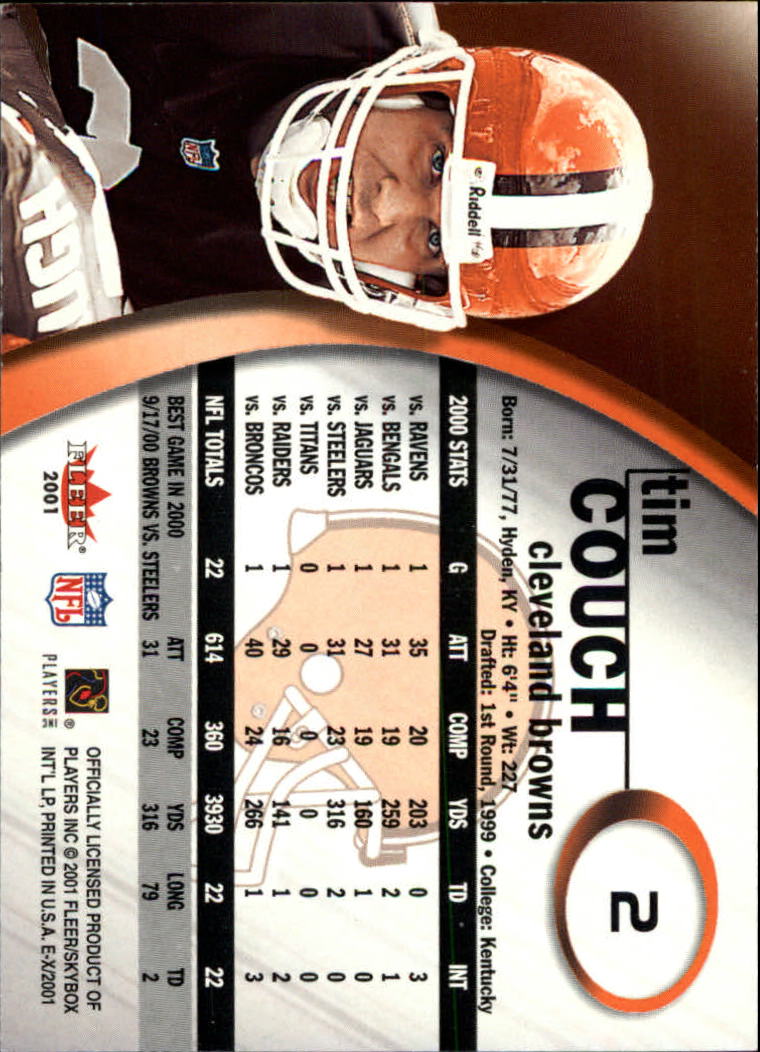 tim
COUCH
2
cleveland browns
Born: 7/31/77, Hyden, KY • Ht: 6'4" • Wt: 227
Drafted: 1st Round, 1999 • College: Kentucky
2000 STATS G ATT COMP YDS TD INT
vs. RAVENS 1 35 20 203 0 3
vs. BENGALS 1 31 19 259 2 1
vs. JAGUARS 1 27 19 160 1 0
vs. STEELERS 1 31 23 316 2 0
vs. TITANS 0 0 0 0 0 0
vs. RAIDERS 1 29 16 141 1 2
vs. BRONCOS 1 40 24 266 1 3
NFL TOTALS 22 614 360 3930 22 22
BEST GAME IN 2000 ATT COMP YDS LONG TD
9/17/00 BROWNS VS. STEELERS 31 23 316 79 2
FLEER®
2001
NFL
PLAYERS INC
®
OFFICIALLY LICENSED PRODUCT OF
PLAYERS INC © 2001 FLEER/SKYBOX
INT'L LP, PRINTED IN U.S.A. E-X/2001
Riddell
NFL
UCH